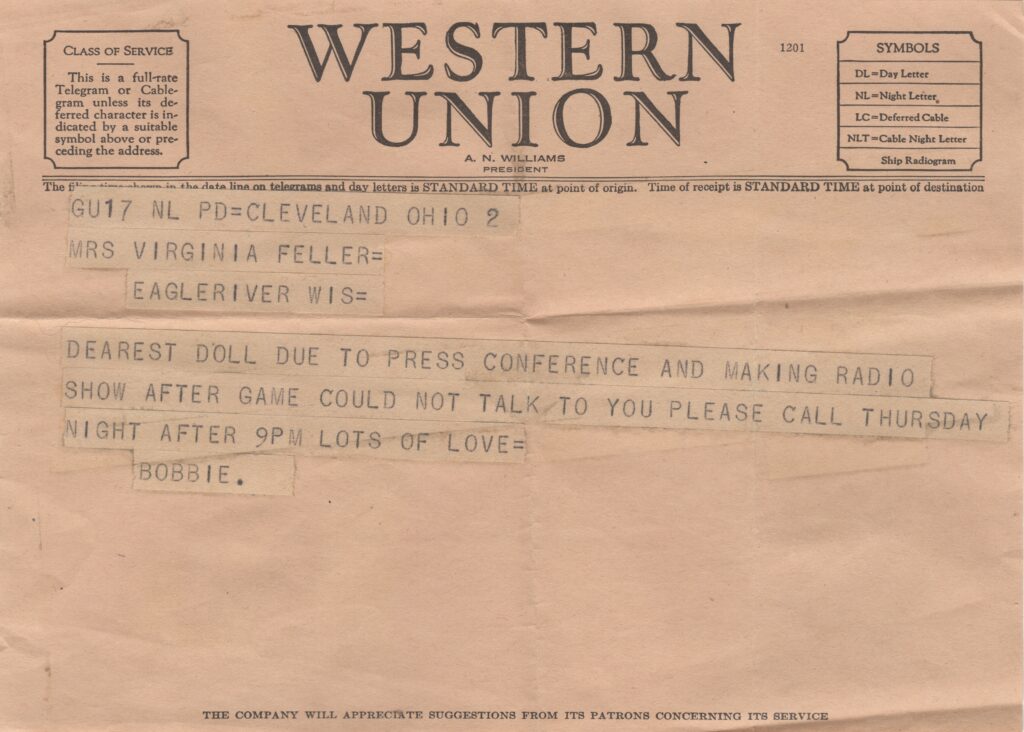 CLASS OF SERVICE
This is a full-rate
Telegram or Cable-
gram unless its de-
ferred character is in-
dicated by a suitable
symbol above or pre-
ceding the address.
WESTERN
UNION
1201
A. N. WILLIAMS
PRESIDENT
SYMBOLS
DL=Day Letter
NL=Night Letter
LC=Deferred Cable
NLT=Cable Night Letter
Ship Radiogram
The filing time shown in the date line on telegrams and day letters is STANDARD TIME at point of origin. Time of receipt is STANDARD TIME at point of destination
GU17 NL PD=CLEVELAND OHIO 2
MRS VIRGINIA FELLER=
EAGLERIVER WIS=
DEAREST DOLL DUE TO PRESS CONFERENCE AND MAKING RADIO
SHOW AFTER GAME COULD NOT TALK TO YOU PLEASE CALL THURSDAY
NIGHT AFTER 9PM LOTS OF LOVE=
BOBBIE.
THE COMPANY WILL APPRECIATE SUGGESTIONS FROM ITS PATRONS CONCERNING ITS SERVICE